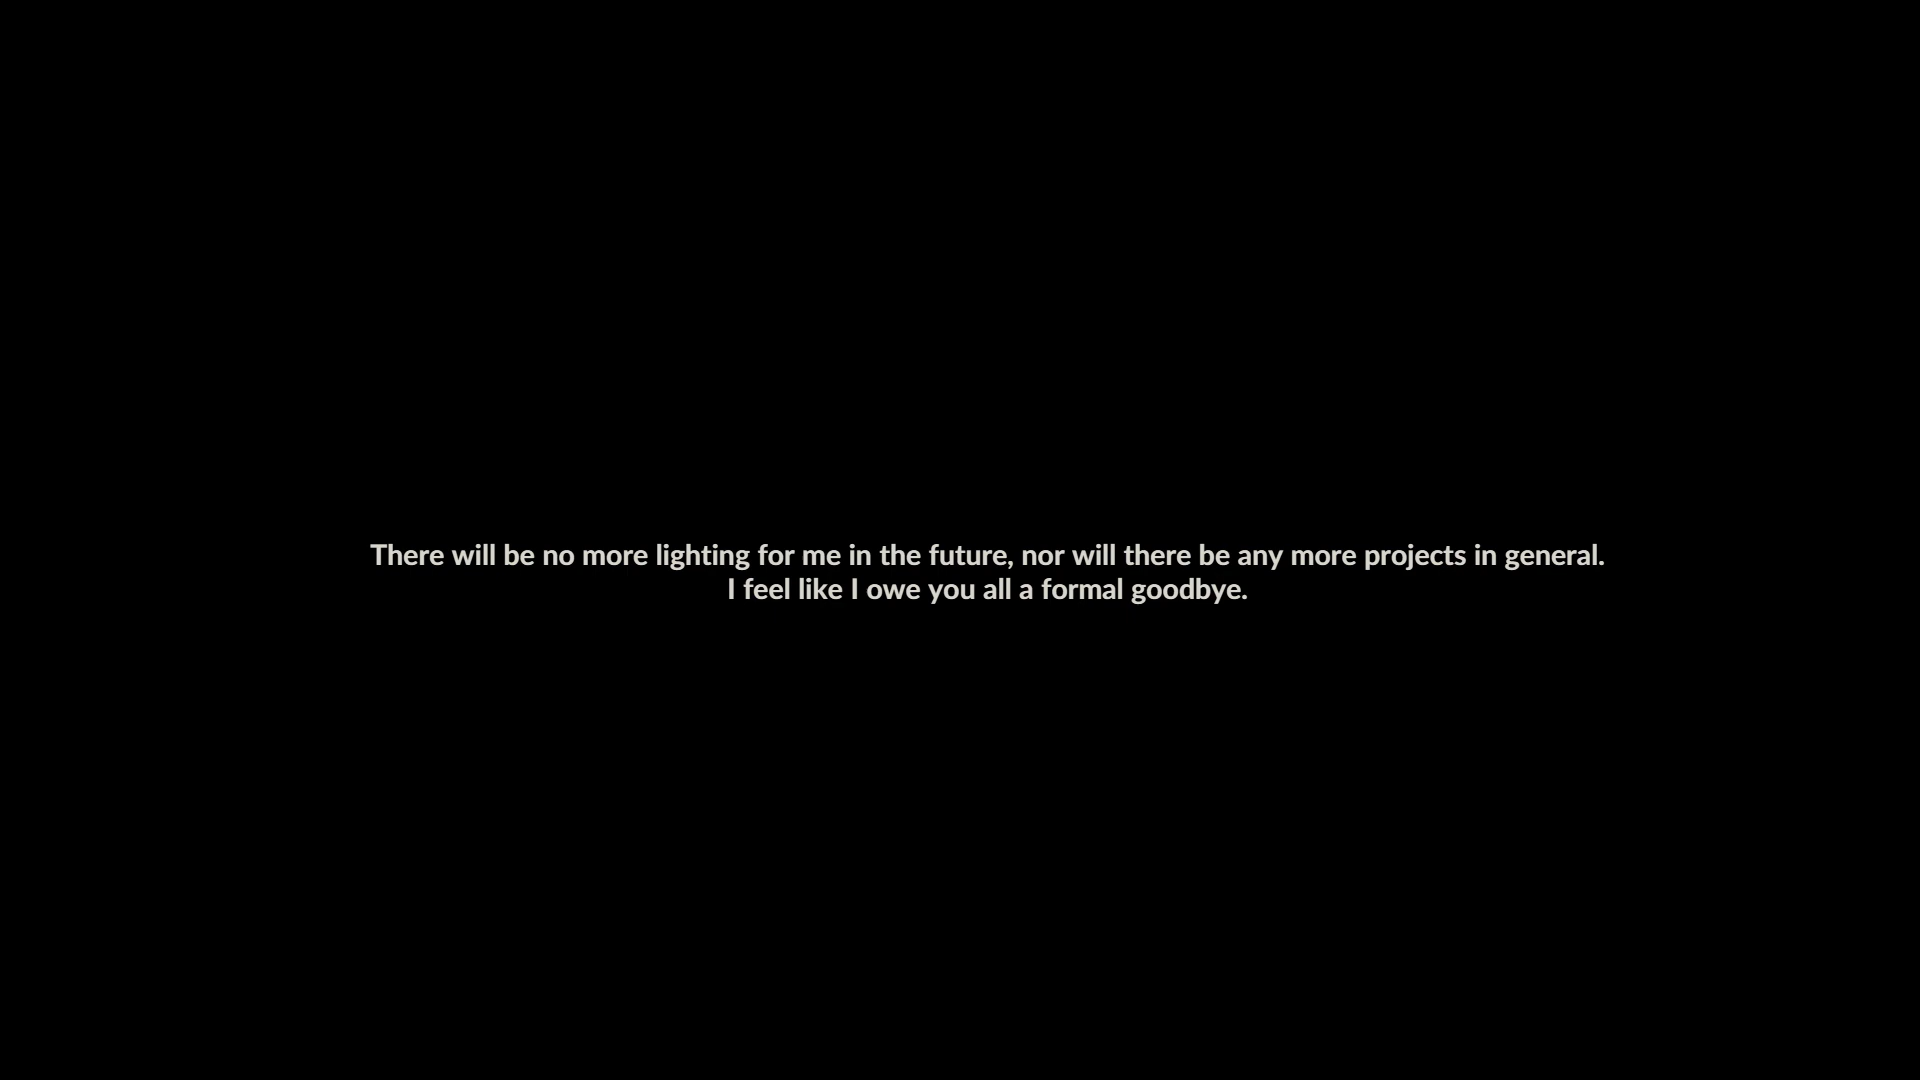 There will be no more lighting for me in the future, nor will there be any more projects in general.
I feel like I owe you all a formal goodbye.